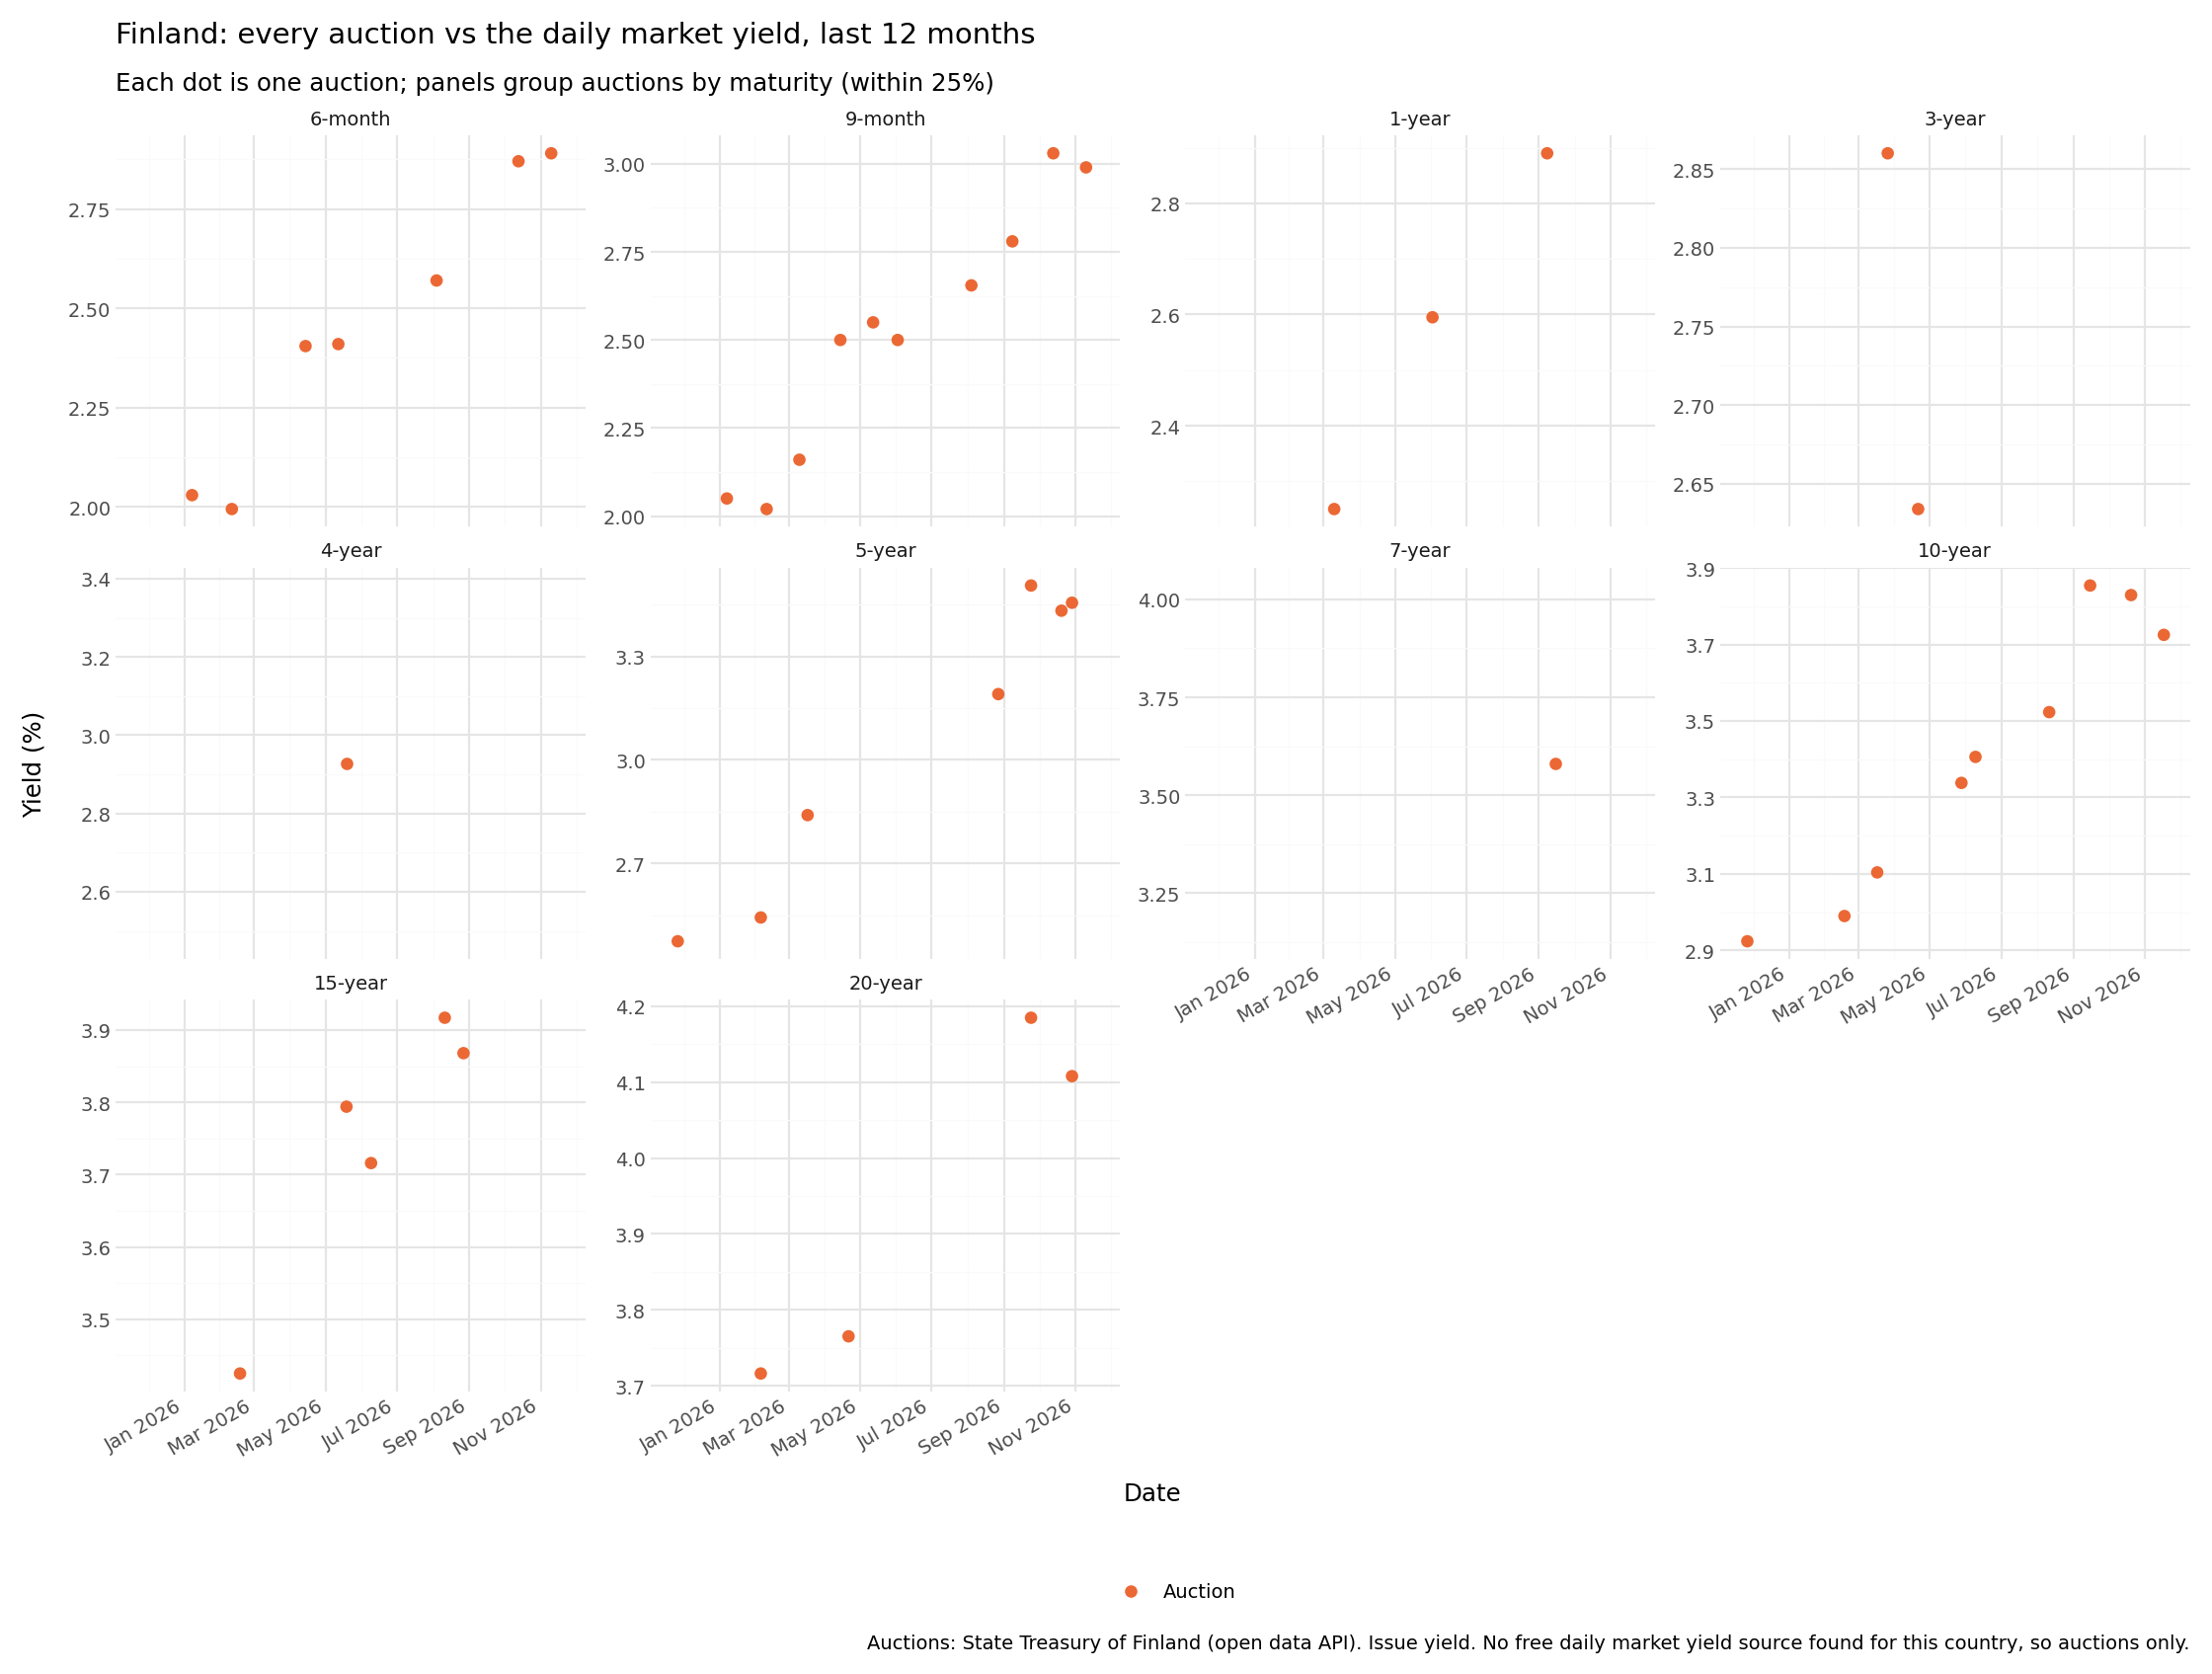 Finland: every auction vs the daily market yield, last 12 months
Each dot is one auction; panels group auctions by maturity (within 25%)
6-month
2.75
2.50
2.25
2.00
9-month
3.00
2.75
2.50
2.25
2.00
1-year
2.8
2.6
2.4
3-year
2.85
2.80
2.75
2.70
2.65
Yield (%)
4-year
3.4
3.2
3.0
2.8
2.6
5-year
3.3
3.0
2.7
7-year
4.00
3.75
3.50
3.25
Jan 2026
Mar 2026
May 2026
Jul 2026
Sep 2026
Nov 2026
10-year
3.9
3.7
3.5
3.3
3.1
2.9
Jan 2026
Mar 2026
May 2026
Jul 2026
Sep 2026
Nov 2026
15-year
3.9
3.8
3.7
3.6
3.5
Jan 2026
Mar 2026
May 2026
Jul 2026
Sep 2026
Nov 2026
20-year
4.2
4.1
4.0
3.9
3.8
3.7
Jan 2026
Mar 2026
May 2026
Jul 2026
Sep 2026
Nov 2026
Date
Auction
Auctions: State Treasury of Finland (open data API). Issue yield. No free daily market yield source found for this country, so auctions only.